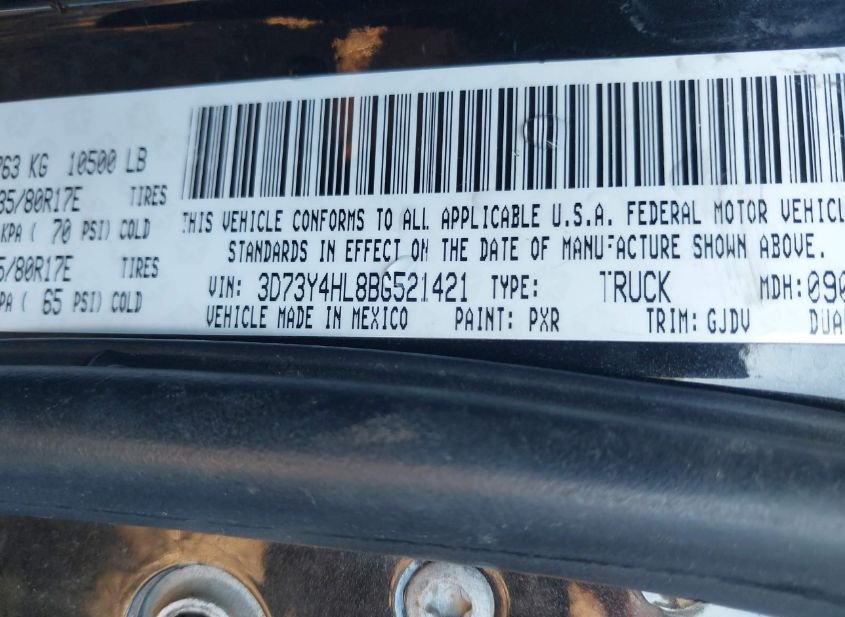 763 KG 10500 LB
35/80R17E TIRES
KPA ( 70 PSI) COLD
5/80R17E TIRES
PA ( 65 PSI) COLD
THIS VEHICLE CONFORMS TO ALL APPLICABLE U.S.A. FEDERAL MOTOR VEHICL
STANDARDS IN EFFECT ON THE DATE OF MANUFACTURE SHOWN ABOVE.
VIN: 3D73Y4HL8BG521421 TYPE: TRUCK MDH: 090
VEHICLE MADE IN MEXICO PAINT: PXR TRIM: GJDV DUAL